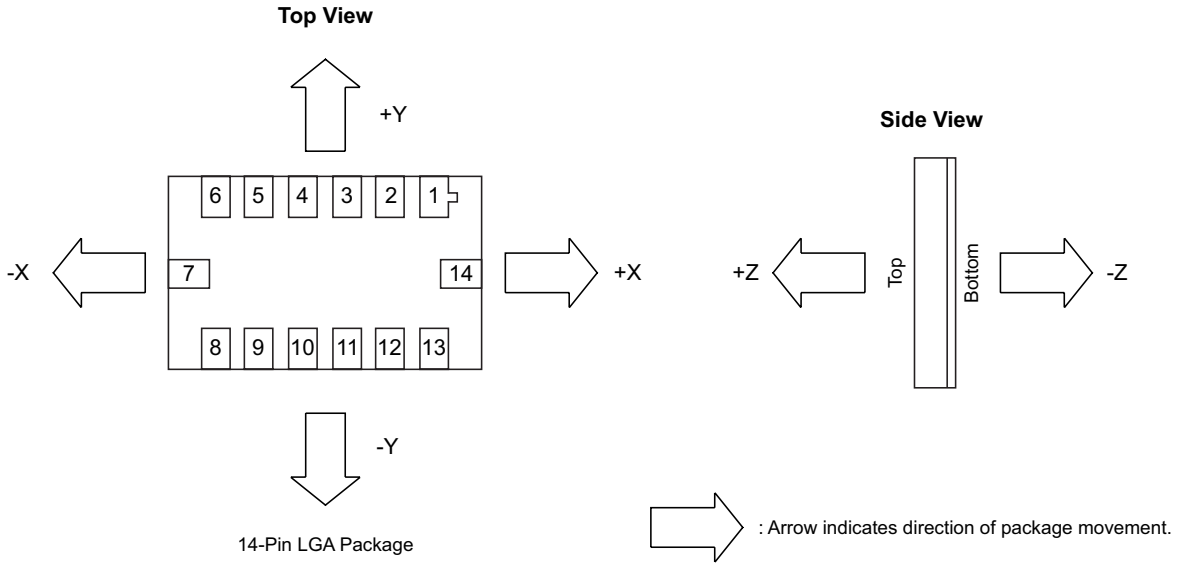 Top View
+Y
6 5 4 3 2 1
-X
7
14
+X
8 9 10 11 12 13
-Y
14-Pin LGA Package
Side View
+Z
Top
Bottom
-Z
: Arrow indicates direction of package movement.